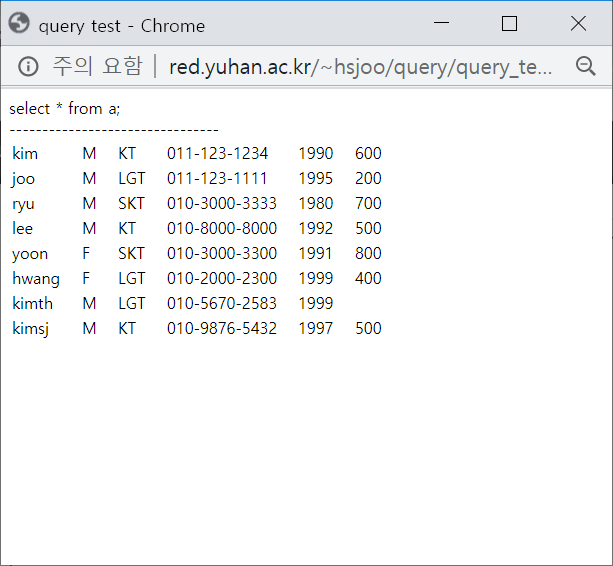 query test - Chrome
주의 요함 | red.yuhan.ac.kr/~hsjoo/query/query_te...
select * from a;
--------------------------------
kim M KT 011-123-1234 1990 600
joo M LGT 011-123-1111 1995 200
ryu M SKT 010-3000-3333 1980 700
lee M KT 010-8000-8000 1992 500
yoon F SKT 010-3000-3300 1991 800
hwang F LGT 010-2000-2300 1999 400
kimth M LGT 010-5670-2583 1999
kimsj M KT 010-9876-5432 1997 500